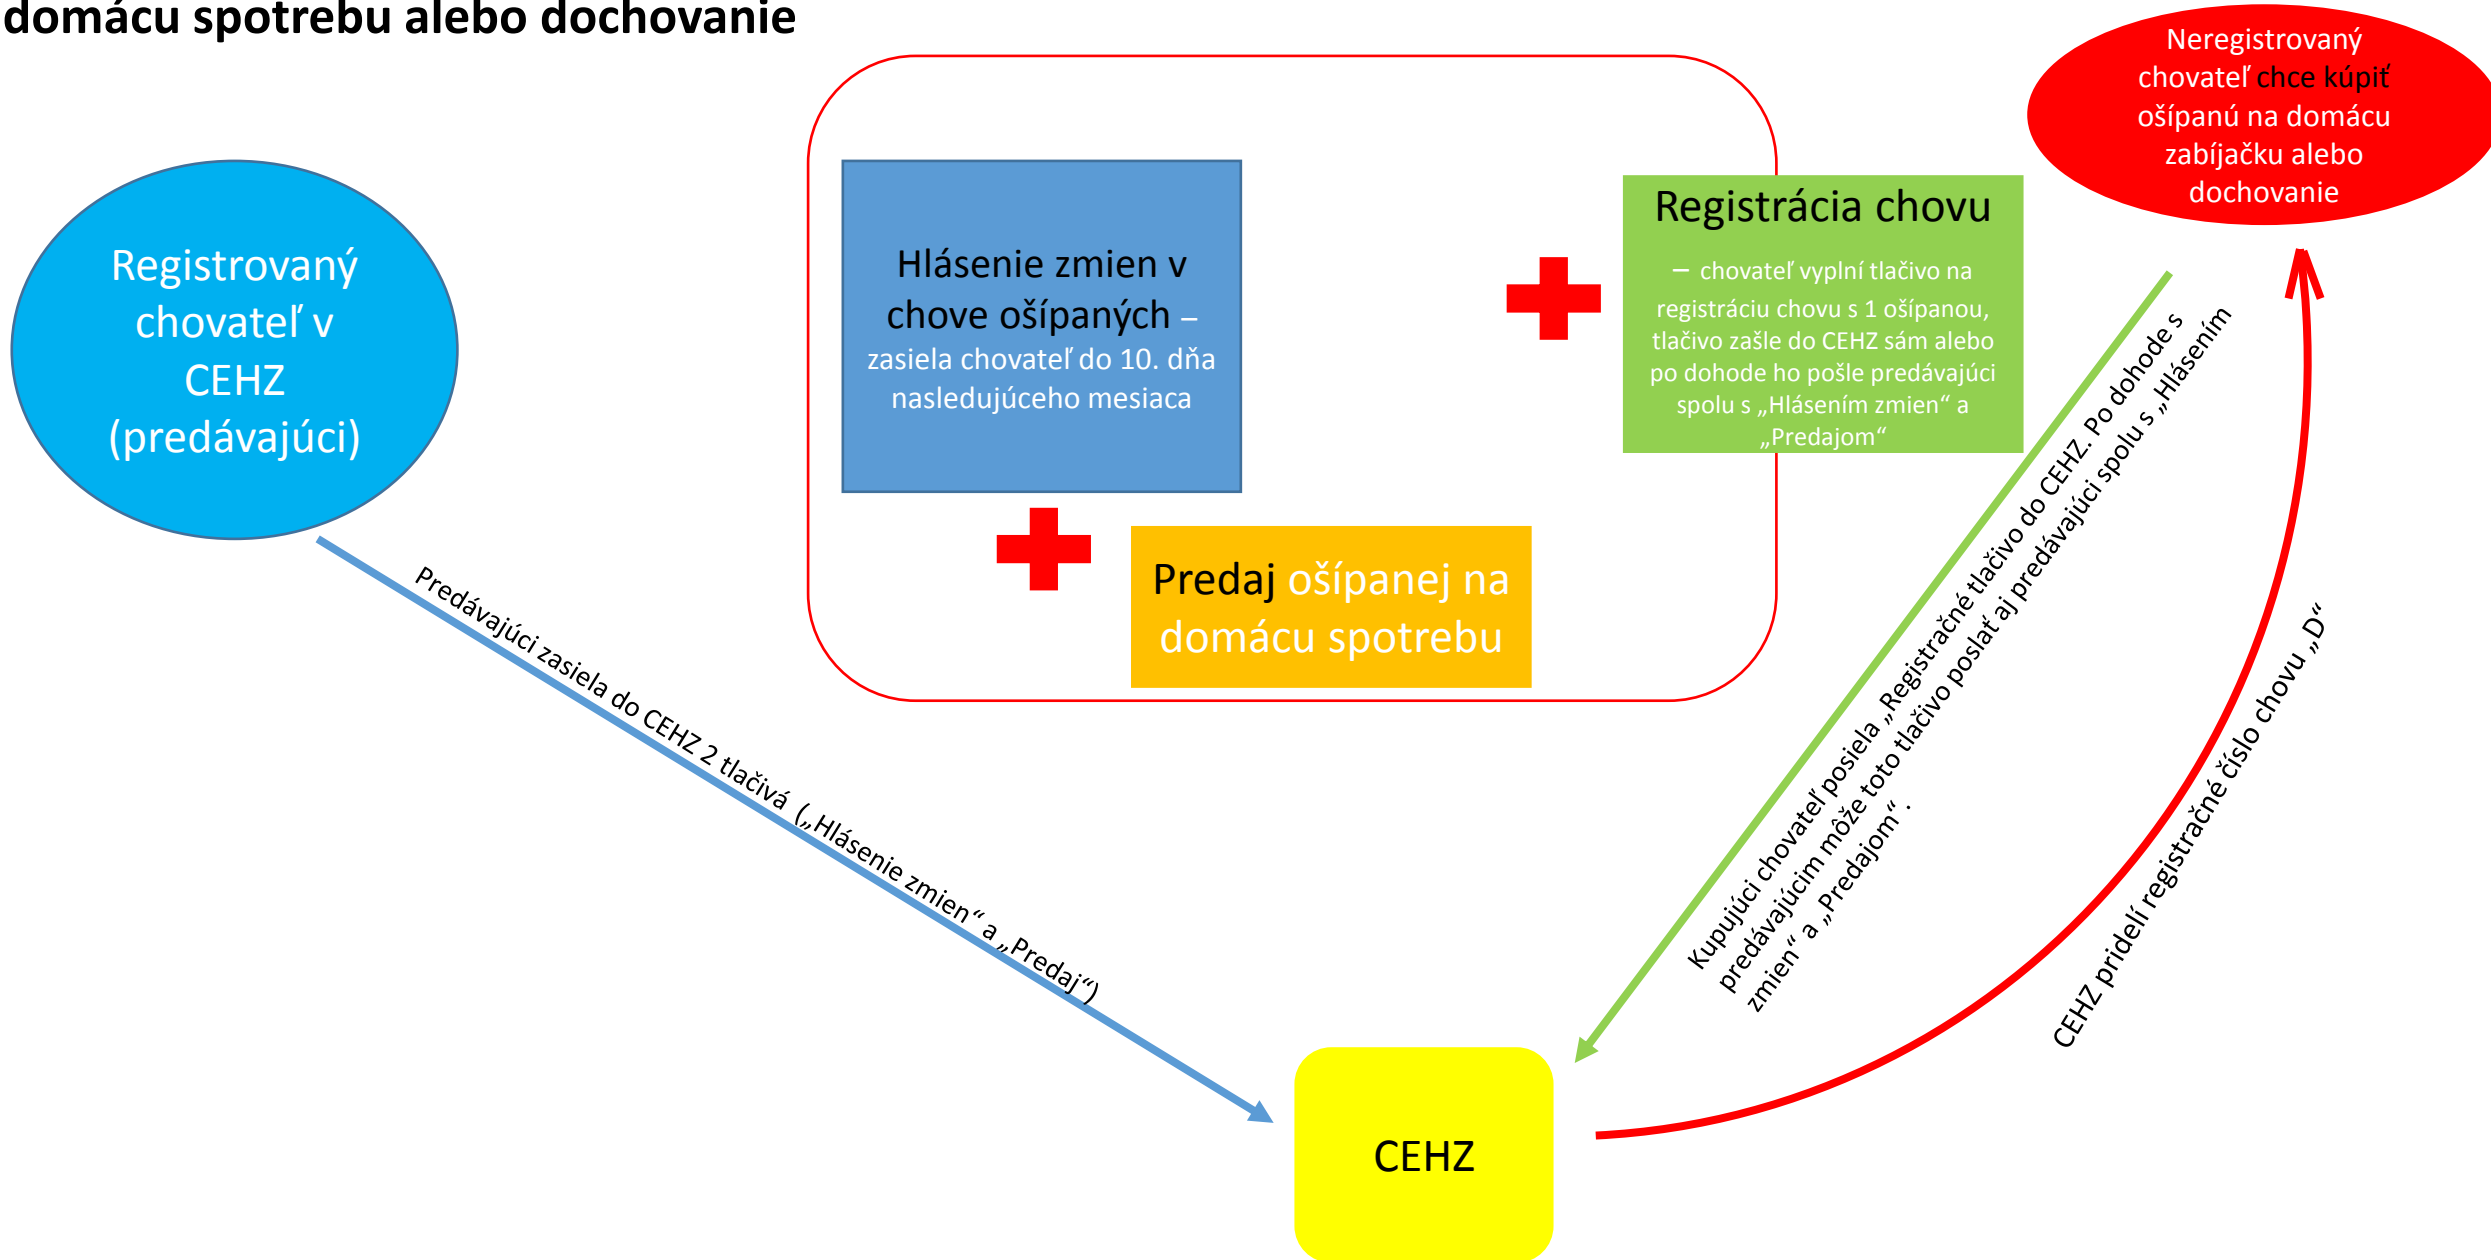 domácu spotrebu alebo dochovanie
Neregistrovaný
chovateľ chce kúpiť
ošípanú na domácu
zabíjačku alebo
dochovanie
Registrovaný
chovateľ v
CEHZ
(predávajúci)
Hlásenie zmien v
chove ošípaných –
zasiela chovateľ do 10. dňa
nasledujúceho mesiaca
Registrácia chovu
– chovateľ vyplní tlačivo na
registráciu chovu s 1 ošípanou,
tlačivo zašle do CEHZ sám alebo
po dohode ho pošle predávajúci
spolu s „Hlásením zmien“ a
„Predajom“
Predaj ošípanej na
domácu spotrebu
Predávajúci zasiela do CEHZ 2 tlačivá („Hlásenie zmien“ a „Predaj“)
Kupujúci chovateľ posiela „Registračné tlačivo do CEHZ. Po dohode s
predávajúcim môže toto tlačivo poslať aj predávajúci spolu s „Hlásením
zmien“ a „Predajom“.
CEHZ pridelí registračné číslo chovu „D“
CEHZ